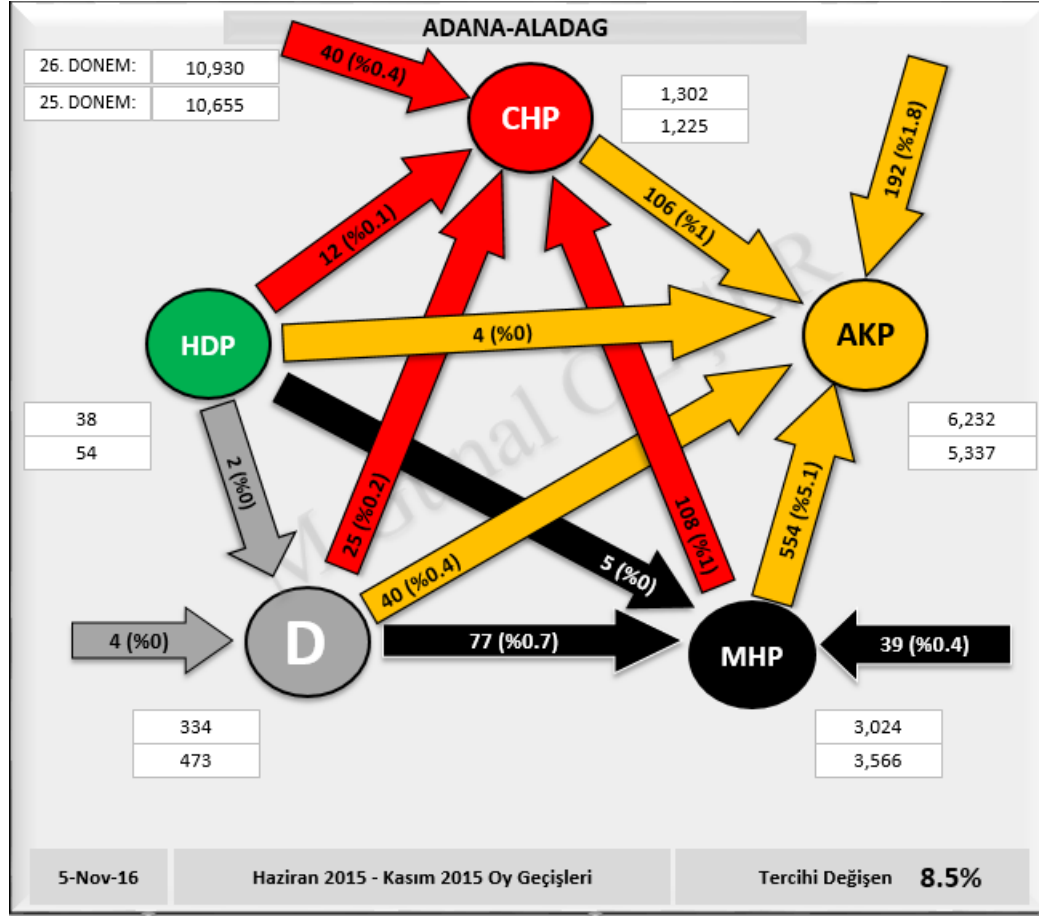 ADANA-ALADAG
26. DONEM: 10,930
25. DONEM: 10,655
40 (%0.4)
CHP
1,302
1,225
192 (%1.8)
12 (%0.1)
106 (%1)
HDP
4 (%0)
AKP
38
54
6,232
5,337
2 (%0)
25 (%0.2)
108 (%1)
554 (%5.1)
5 (%0)
40 (%0.4)
4 (%0)
D
77 (%0.7)
MHP
39 (%0.4)
334
473
3,024
3,566
5-Nov-16
Haziran 2015 - Kasım 2015 Oy Geçişleri
Tercihi Değişen 8.5%